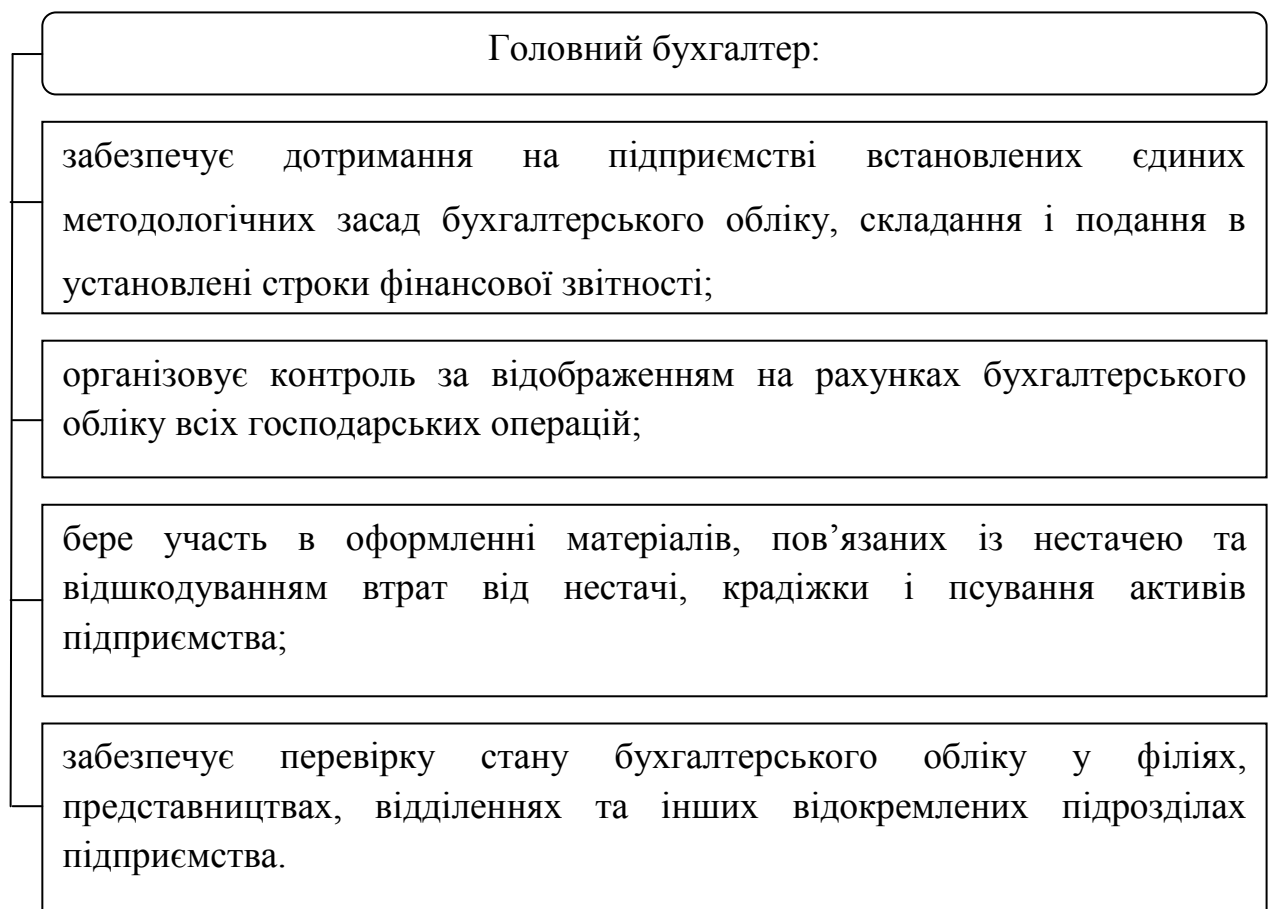 Головний бухгалтер:
забезпечує дотримання на підприємстві встановлених єдиних
методологічних засад бухгалтерського обліку, складання і подання в
установлені строки фінансової звітності;
організовує контроль за відображенням на рахунках бухгалтерського
обліку всіх господарських операцій;
бере участь в оформленні матеріалів, пов’язаних із нестачею та
відшкодуванням втрат від нестачі, крадіжки і псування активів
підприємства;
забезпечує перевірку стану бухгалтерського обліку у філіях,
представництвах, відділеннях та інших відокремлених підрозділах
підприємства.